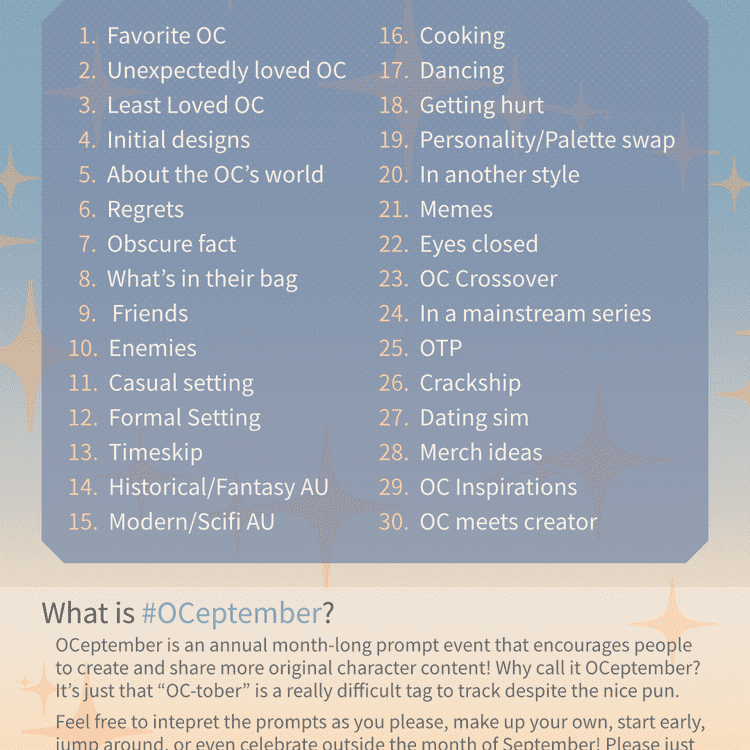 1. Favorite OC
2. Unexpectedly loved OC
3. Least Loved OC
4. Initial designs
5. About the OC's world
6. Regrets
7. Obscure fact
8. What's in their bag
9. Friends
10. Enemies
11. Casual setting
12. Formal Setting
13. Timeskip
14. Historical/Fantasy AU
15. Modern/Scifi AU
16. Cooking
17. Dancing
18. Getting hurt
19. Personality/Palette swap
20. In another style
21. Memes
22. Eyes closed
23. OC Crossover
24. In a mainstream series
25. OTP
26. Crackship
27. Dating sim
28. Merch ideas
29. OC Inspirations
30. OC meets creator
What is #OCeptember?
OCeptember is an annual month-long prompt event that encourages people
to create and share more original character content! Why call it OCeptember?
It's just that “OC-tober” is a really difficult tag to track despite the nice pun.
Feel free to intepret the prompts as you please, make up your own, start early,
jump around, or even celebrate outside the month of September! Please just